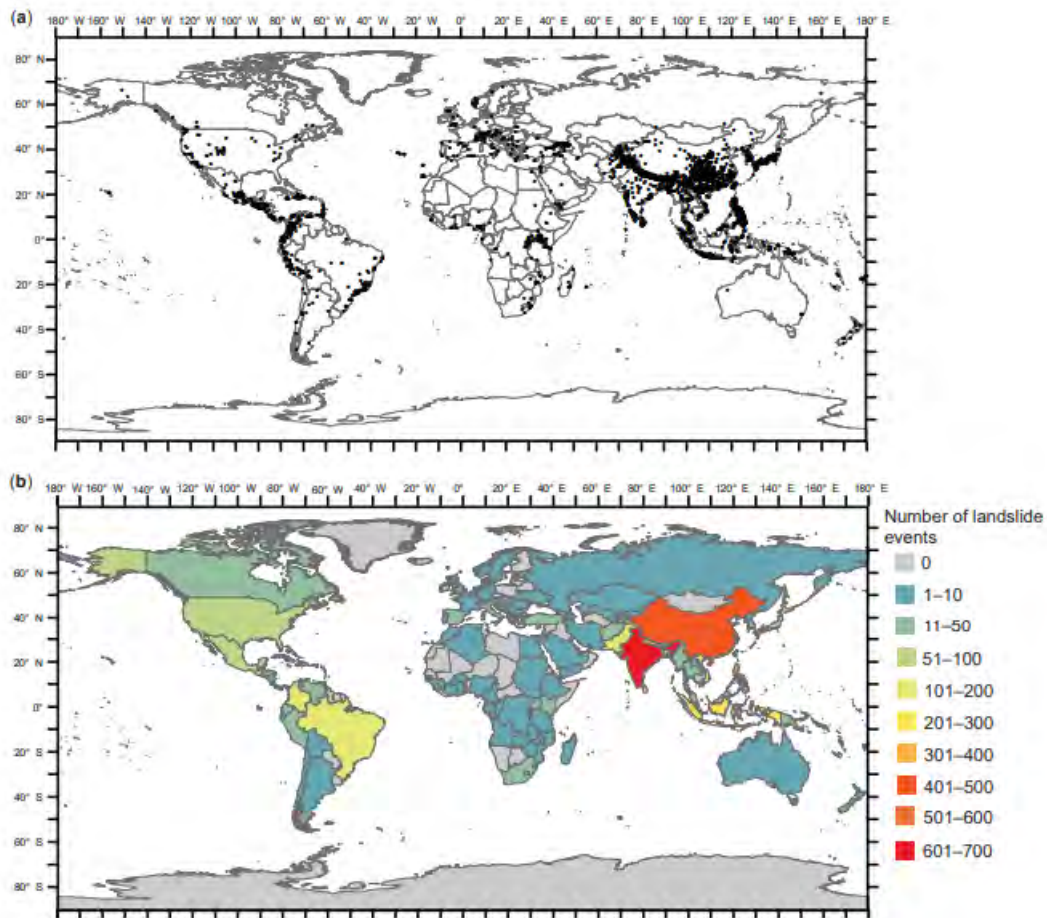 (a)
180° W 160° W 140° W 120° W 100° W 80° W 60° W 40° W 20° W 0° 20° E 40° E 60° E 80° E 100° E 120° E 140° E 160° E 180° E
80° N
60° N
40° N
20° N
0°
20° S
40° S
60° S
80° S
(b)
180° W 160° W 140° W 120° W 100° W 80° W 60° W 40° W 20° W 0° 20° E 40° E 60° E 80° E 100° E 120° E 140° E 160° E 180° E
80° N
60° N
40° N
20° N
0°
20° S
40° S
60° S
80° S
Number of landslide
events
0
1–10
11–50
51–100
101–200
201–300
301–400
401–500
501–600
601–700